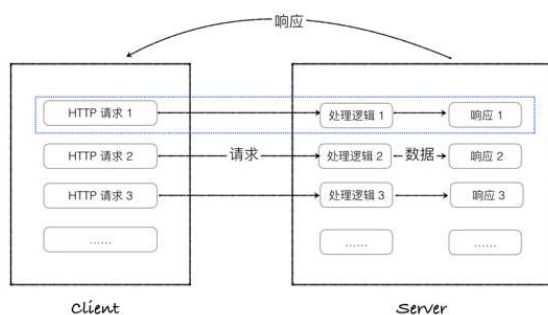 响应
HTTP 请求 1
处理逻辑 1
响应 1
HTTP 请求 2
请求
处理逻辑 2
数据
响应 2
HTTP 请求 3
处理逻辑 3
响应 3
......
......
......
Client
Server